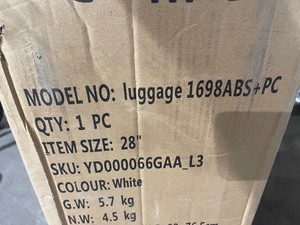 MODEL NO: luggage 1698ABS+PC
QTY: 1 PC
ITEM SIZE: 28"
SKU: YD000066GAA_L3
COLOUR: White
G.W: 5.7 kg
N.W: 4.5 kg